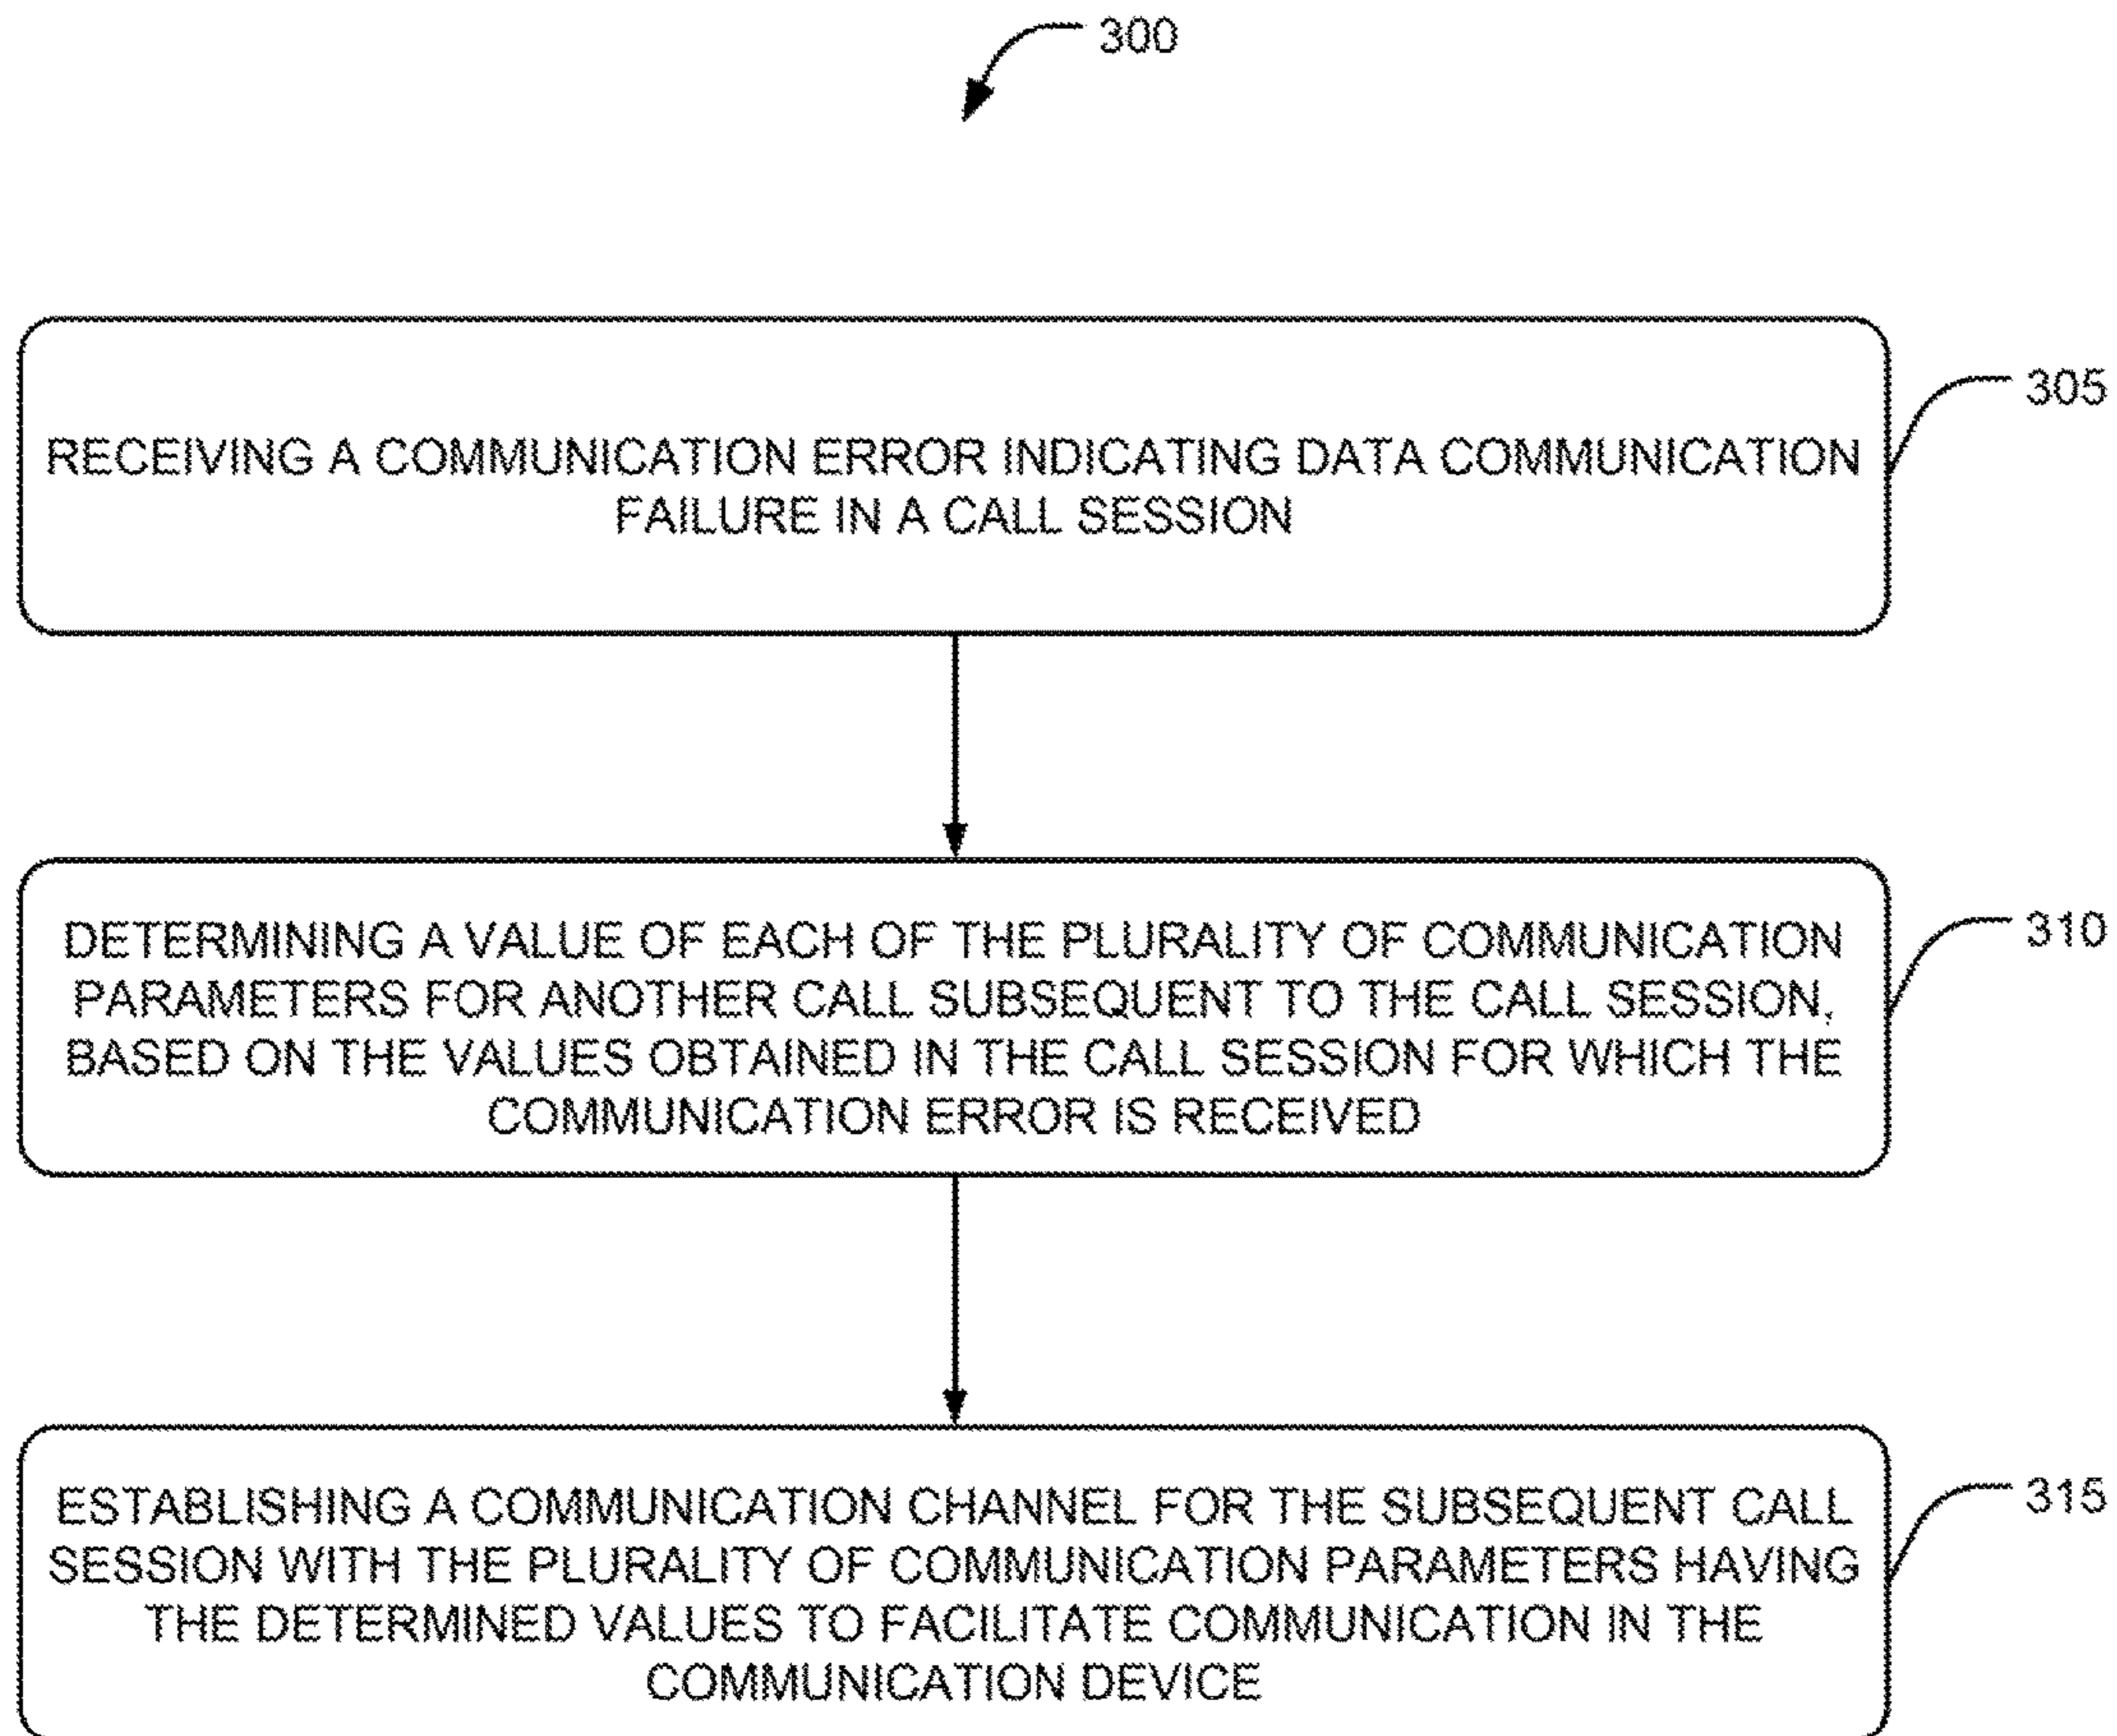 300
RECEIVING A COMMUNICATION ERROR INDICATING DATA COMMUNICATION
FAILURE IN A CALL SESSION
305
DETERMINING A VALUE OF EACH OF THE PLURALITY OF COMMUNICATION
PARAMETERS FOR ANOTHER CALL SUBSEQUENT TO THE CALL SESSION,
BASED ON THE VALUES OBTAINED IN THE CALL SESSION FOR WHICH THE
COMMUNICATION ERROR IS RECEIVED
310
ESTABLISHING A COMMUNICATION CHANNEL FOR THE SUBSEQUENT CALL
SESSION WITH THE PLURALITY OF COMMUNICATION PARAMETERS HAVING
THE DETERMINED VALUES TO FACILITATE COMMUNICATION IN THE
COMMUNICATION DEVICE
315